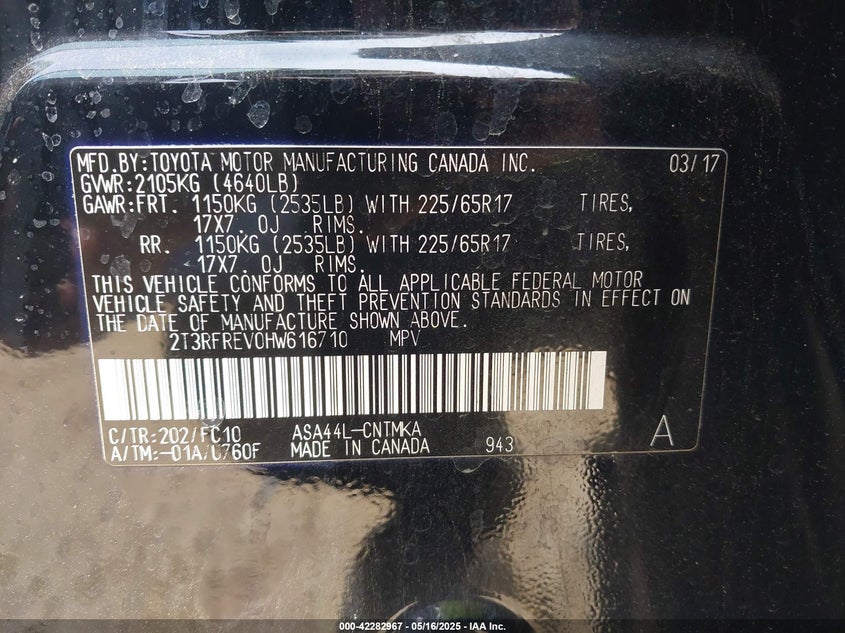 MFD.BY:TOYOTA MOTOR MANUFACTURING CANADA INC. 03/17
GVWR:2105KG (4640LB)
GAWR:FRT. 1150KG (2535LB) WITH 225/65R17 TIRES,
17X7.0J RIMS.
RR. 1150KG (2535LB) WITH 225/65R17 TIRES,
17X7.0J RIMS.
THIS VEHICLE CONFORMS TO ALL APPLICABLE FEDERAL MOTOR
VEHICLE SAFETY AND THEFT PREVENTION STANDARDS IN EFFECT ON
THE DATE OF MANUFACTURE SHOWN ABOVE.
2T3RFREV0HW616710 MPV
C/TR:202/FC10 ASA44L-CNTMKA
A/TM:-01A/U760F MADE IN CANADA 943 A
000-42282967 - 05/16/2025 - IAA Inc.